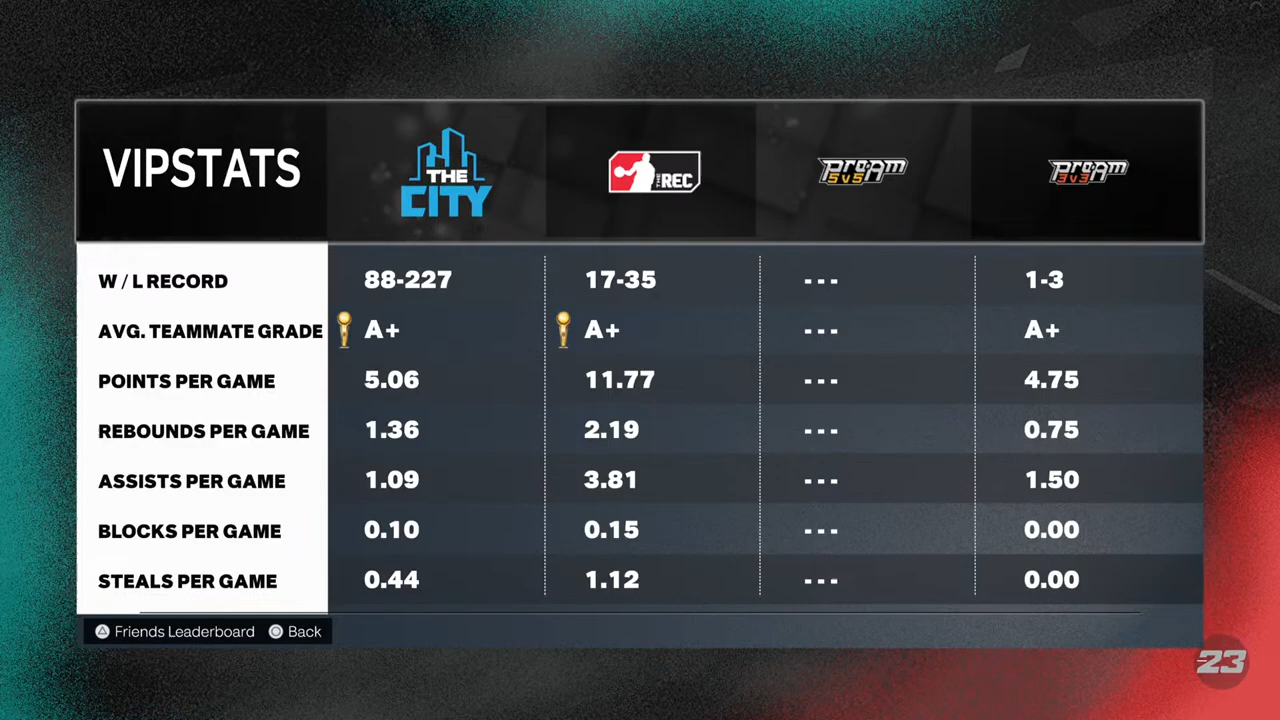 VIPSTATS THE CITY THE REC PRO-AM 5v5 PRO-AM 3v3
W / L RECORD 88-227 17-35 --- 1-3
AVG. TEAMMATE GRADE A+ A+ --- A+
POINTS PER GAME 5.06 11.77 --- 4.75
REBOUNDS PER GAME 1.36 2.19 --- 0.75
ASSISTS PER GAME 1.09 3.81 --- 1.50
BLOCKS PER GAME 0.10 0.15 --- 0.00
STEALS PER GAME 0.44 1.12 --- 0.00
Friends Leaderboard Back
23